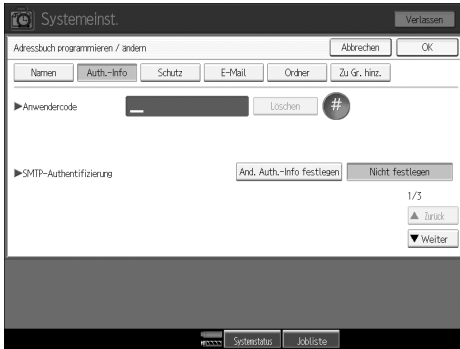 Systemeinst.
Verlassen
Adressbuch programmieren / ändern
Abbrechen
OK
Namen
Auth.-Info
Schutz
E-Mail
Ordner
Zu Gr. hinz.
►Anwendercode
Löschen
#
►SMTP-Authentifizierung
And. Auth.-Info festlegen
Nicht festlegen
1/3
▲ Zurück
▼ Weiter
Systemstatus
Jobliste